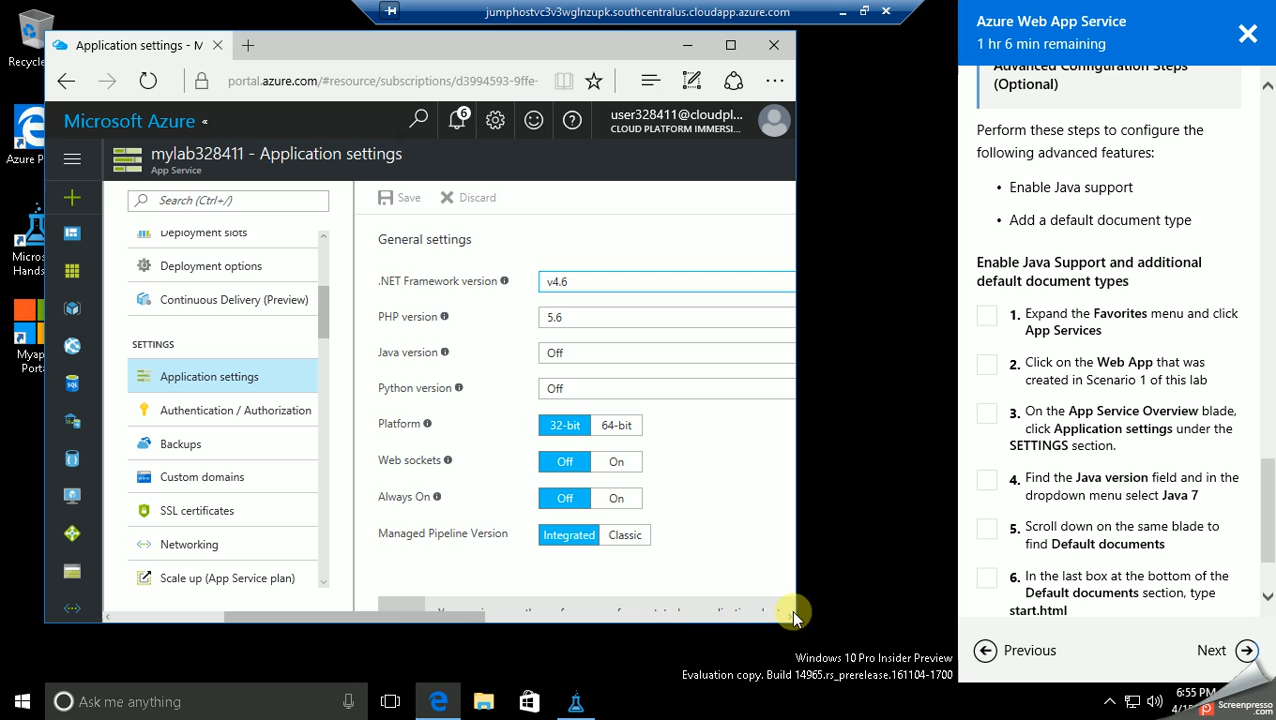 jumphostvc3v3wglnzupk.southcentralus.cloudapp.azure.com
Recycle
Azure P
Micros
Hands
Myap
Port
Application settings - M
portal.azure.com/#resource/subscriptions/d3994593-9ffe-
Microsoft Azure
6
user328411@cloudpl...
CLOUD PLATFORM IMMERSI...
mylab328411 - Application settings
App Service
Search (Ctrl+/)
Deployment slots
Deployment options
Continuous Delivery (Preview)
SETTINGS
Application settings
Authentication / Authorization
Backups
Custom domains
SSL certificates
Networking
Scale up (App Service plan)
Save
Discard
General settings
.NET Framework version
v4.6
PHP version
5.6
Java version
Off
Python version
Off
Platform
32-bit
64-bit
Web sockets
Off
On
Always On
Off
On
Managed Pipeline Version
Integrated
Classic
Windows 10 Pro Insider Preview
Evaluation copy. Build 14965.rs_prerelease.161104-1700
Azure Web App Service
1 hr 6 min remaining
Advanced Configuration Steps
(Optional)
Perform these steps to configure the
following advanced features:
• Enable Java support
• Add a default document type
Enable Java Support and additional
default document types
1. Expand the Favorites menu and click
App Services
2. Click on the Web App that was
created in Scenario 1 of this lab
3. On the App Service Overview blade,
click Application settings under the
SETTINGS section.
4. Find the Java version field and in the
dropdown menu select Java 7
5. Scroll down on the same blade to
find Default documents
6. In the last box at the bottom of the
Default documents section, type
start.html
Previous
Next
Ask me anything
6:55 PM
Screenpresso
.com